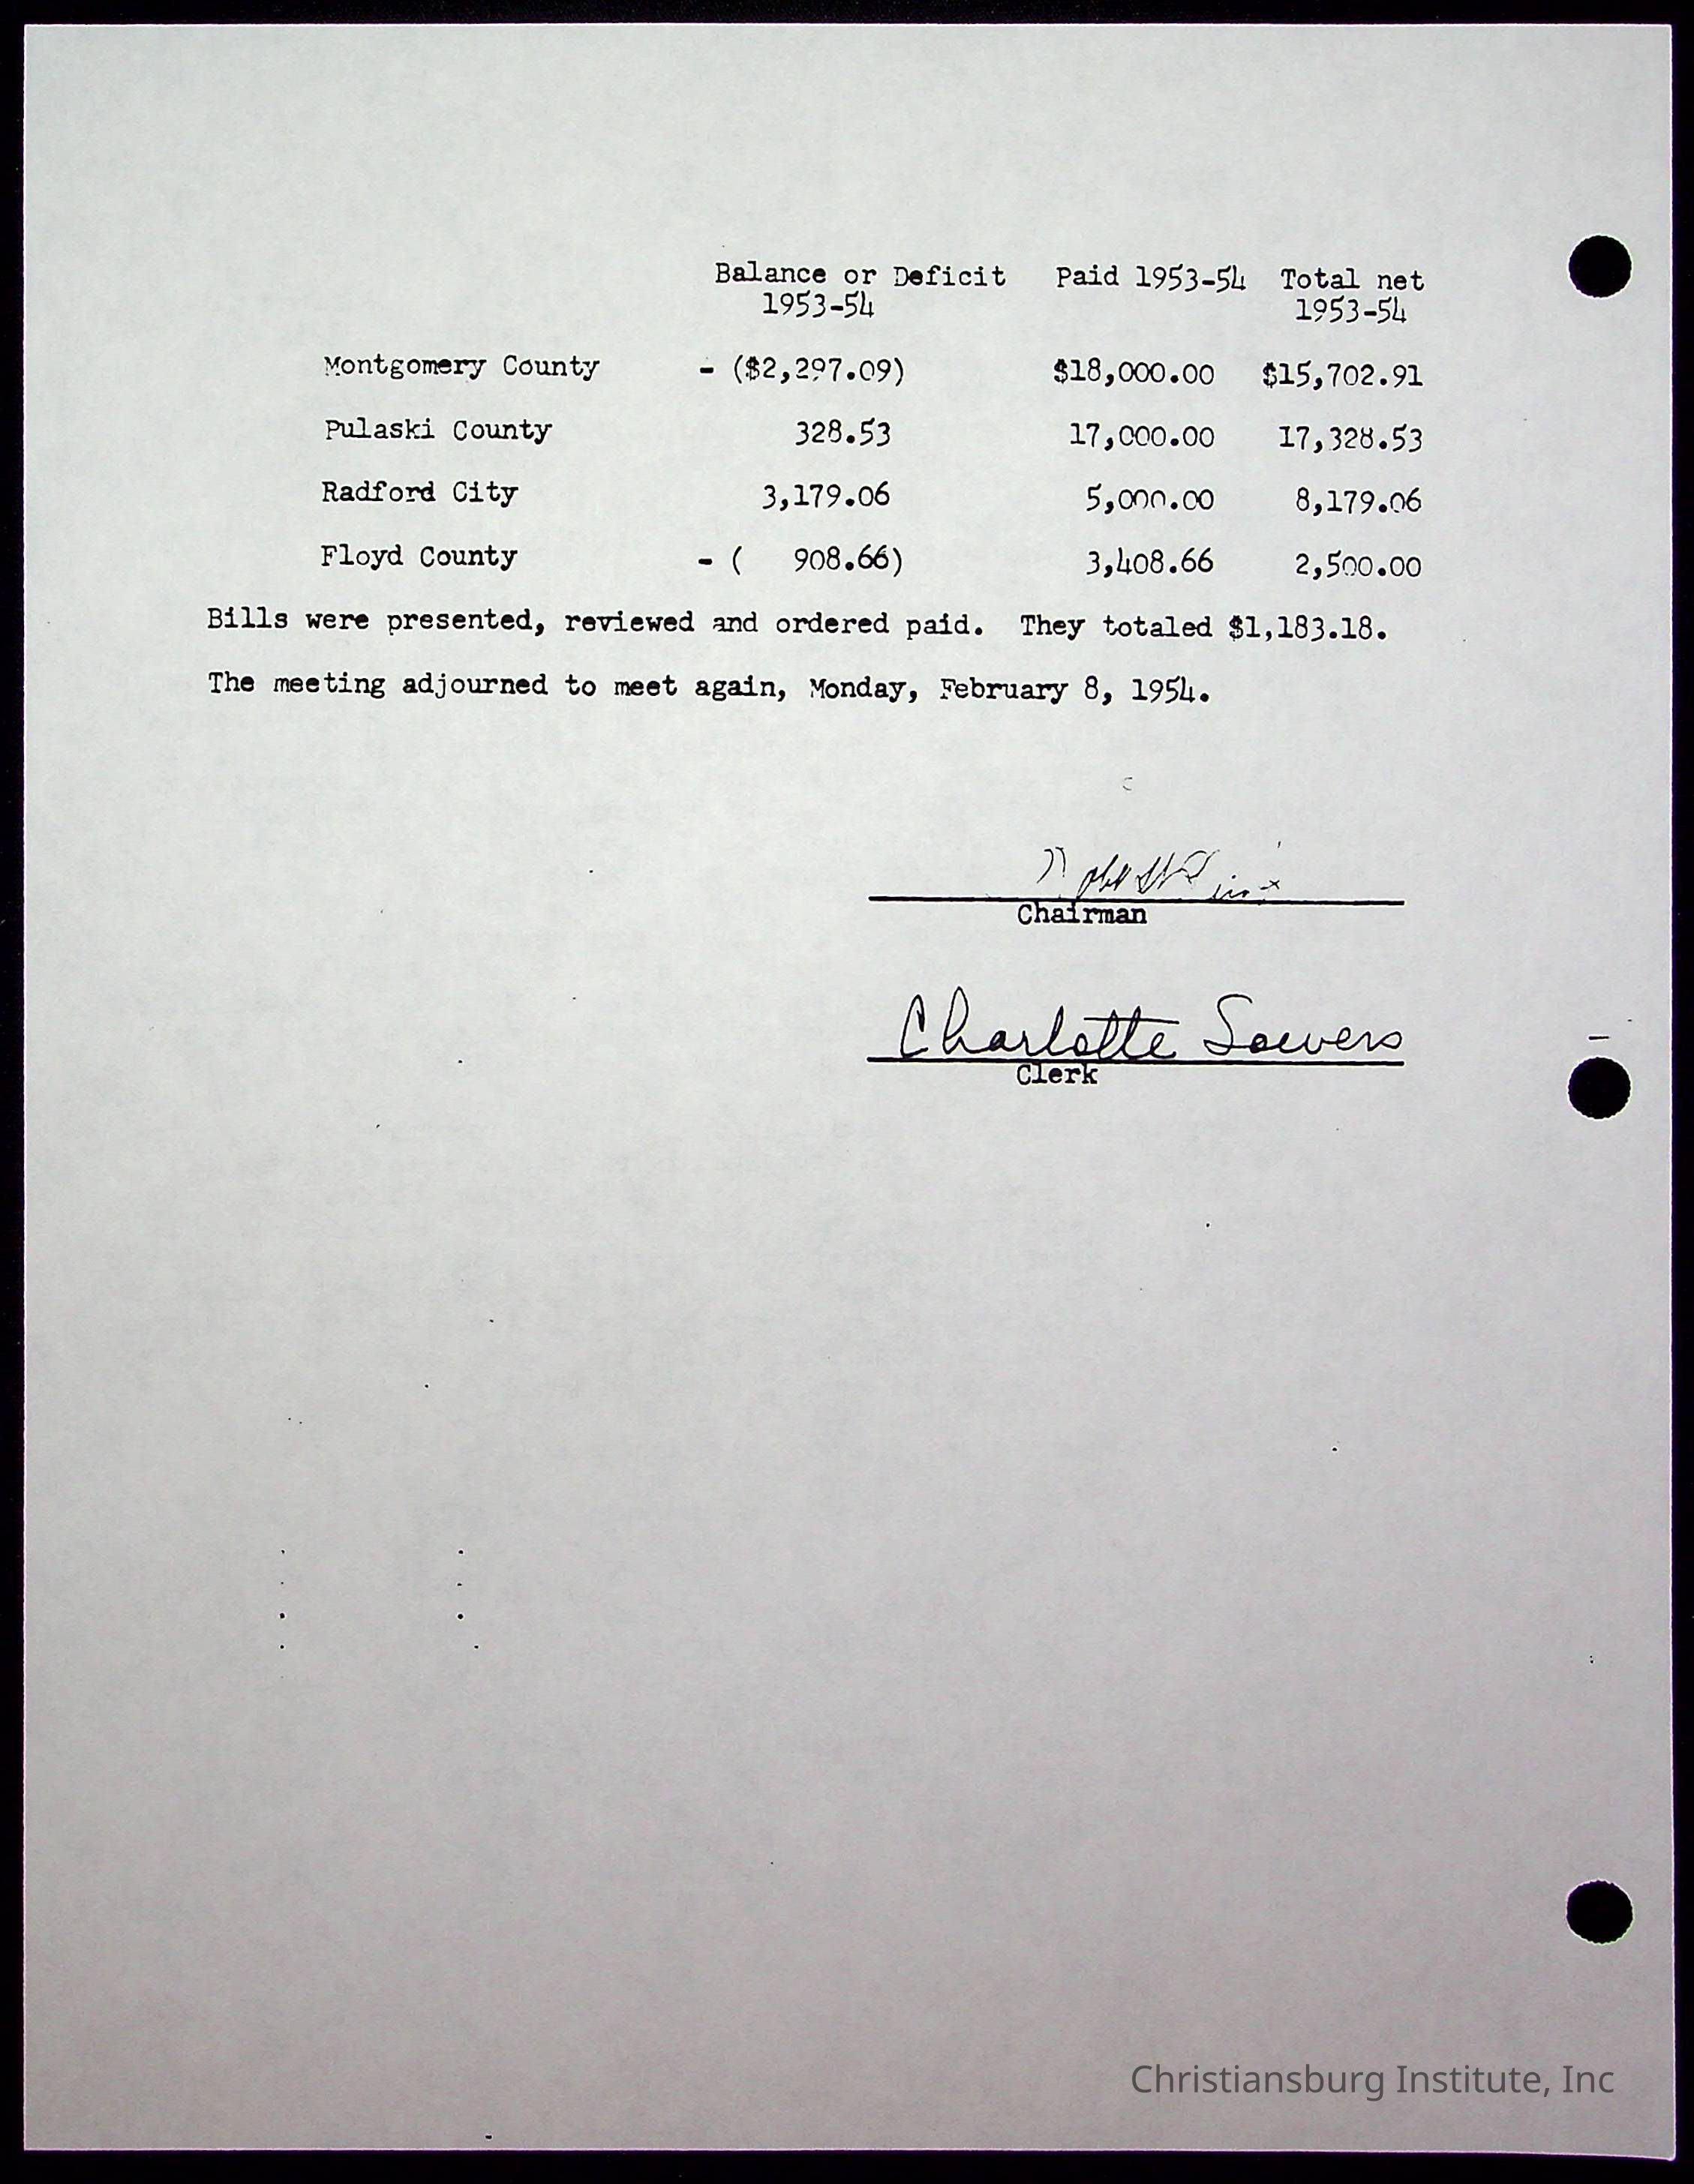 Balance or Deficit Paid 1953-54 Total net
1953-54 1953-54
Montgomery County - ($2,297.09) $18,000.00 $15,702.91
Pulaski County 328.53 17,000.00 17,328.53
Radford City 3,179.06 5,000.00 8,179.06
Floyd County - ( 908.66) 3,408.66 2,500.00
Bills were presented, reviewed and ordered paid. They totaled $1,183.18.
The meeting adjourned to meet again, Monday, February 8, 1954.
Chairman
Charlotte Sowers
Clerk
Christiansburg Institute, Inc